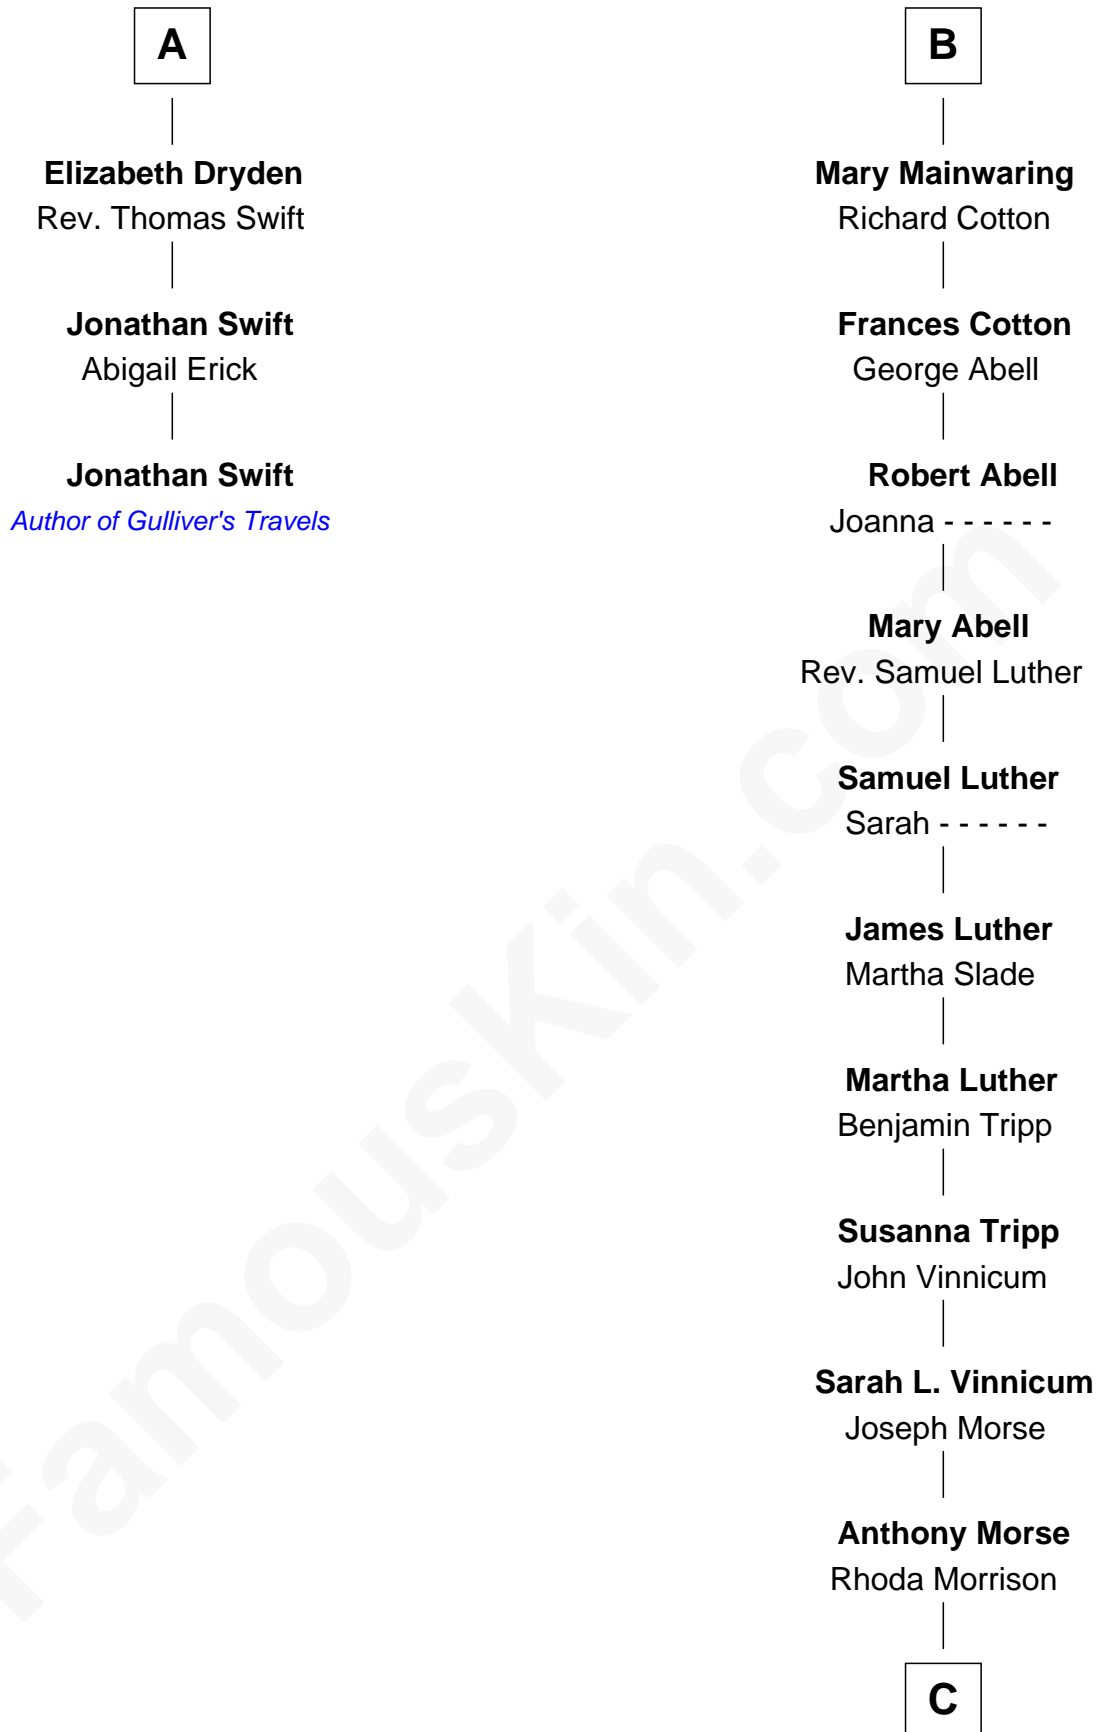 A
Elizabeth Dryden
Rev. Thomas Swift
Jonathan Swift
Abigail Erick
Jonathan Swift
Author of Gulliver's Travels
B
Mary Mainwaring
Richard Cotton
Frances Cotton
George Abell
Robert Abell
Joanna - - - - - -
Mary Abell
Rev. Samuel Luther
Samuel Luther
Sarah - - - - - -
James Luther
Martha Slade
Martha Luther
Benjamin Tripp
Susanna Tripp
John Vinnicum
Sarah L. Vinnicum
Joseph Morse
Anthony Morse
Rhoda Morrison
C
FamousKin.com